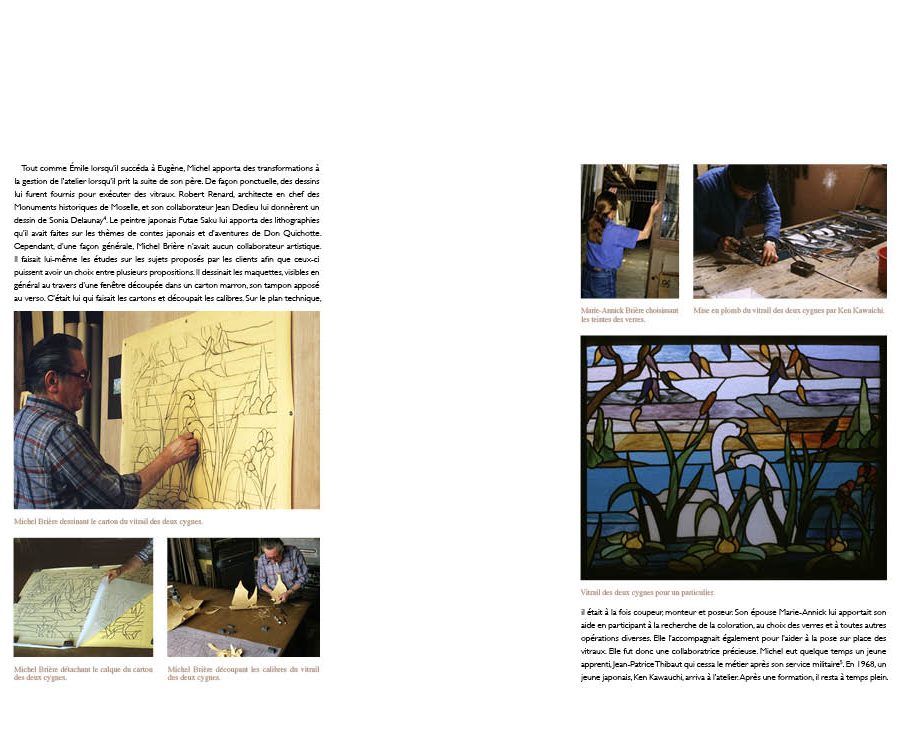 Tout comme Émile lorsqu'il succéda à Eugène, Michel apporta des transformations à
la gestion de l'atelier lorsqu'il prit la suite de son père. De façon ponctuelle, des dessins
lui furent fournis pour exécuter des vitraux. Robert Renard, architecte en chef des
Monuments historiques de Moselle, et son collaborateur Jean Dedieu lui donnèrent un
dessin de Sonia Delaunay⁴. Le peintre japonais Futae Saku lui apporta des lithographies
qu'il avait faites sur les thèmes de contes japonais et d'aventures de Don Quichotte.
Cependant, d'une façon générale, Michel Brière n'avait aucun collaborateur artistique.
Il faisait lui-même les études sur les sujets proposés par les clients afin que ceux-ci
puissent avoir un choix entre plusieurs propositions. Il dessinait les maquettes, visibles en
général au travers d'une fenêtre découpée dans un carton marron, son tampon apposé
au verso. C'était lui qui faisait les cartons et découpait les calibres. Sur le plan technique,
Michel Brière dessinant le carton du vitrail des deux cygnes.
Michel Brière détachant le calque du carton
des deux cygnes.
Michel Brière découpant les calibres du vitrail
des deux cygnes.
Marie-Annick Brière choisissant
les teintes des verres.
Mise en plomb du vitrail des deux cygnes par Ken Kawaichi.
Vitrail des deux cygnes pour un particulier.
il était à la fois coupeur, monteur et poseur. Son épouse Marie-Annick lui apportait son
aide en participant à la recherche de la coloration, au choix des verres et à toutes autres
opérations diverses. Elle l'accompagnait également pour l'aider à la pose sur place des
vitraux. Elle fut donc une collaboratrice précieuse. Michel eut quelque temps un jeune
apprenti, Jean-Patrice Thibaut qui cessa le métier après son service militaire⁵. En 1968, un
jeune japonais, Ken Kawauchi, arriva à l'atelier. Après une formation, il resta à temps plein.